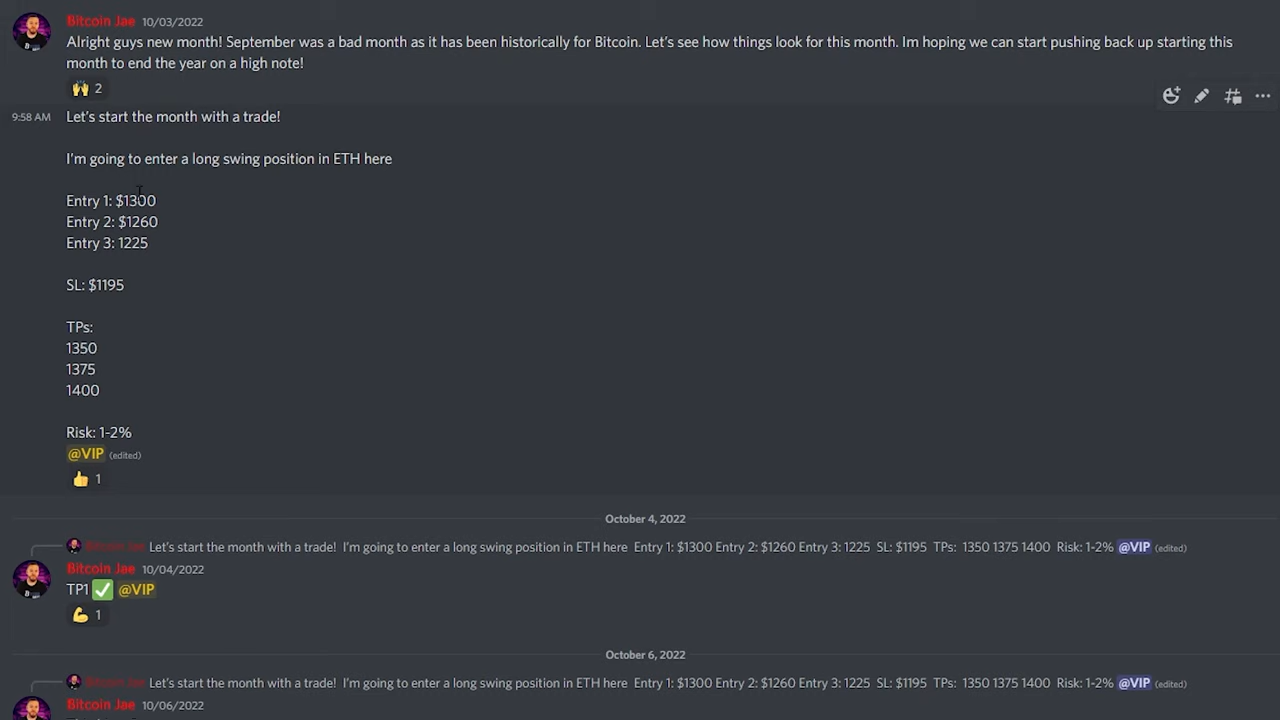 Bitcoin Jae 10/03/2022
Alright guys new month! September was a bad month as it has been historically for Bitcoin. Let's see how things look for this month. Im hoping we can start pushing back up starting this
month to end the year on a high note!
🙌 2
9:58 AM Let's start the month with a trade!
I'm going to enter a long swing position in ETH here
Entry 1: $1300
Entry 2: $1260
Entry 3: 1225
SL: $1195
TPs:
1350
1375
1400
Risk: 1-2%
@VIP (edited)
👍 1
October 4, 2022
Bitcoin Jae Let's start the month with a trade! I'm going to enter a long swing position in ETH here Entry 1: $1300 Entry 2: $1260 Entry 3: 1225 SL: $1195 TPs: 1350 1375 1400 Risk: 1-2% @VIP (edited)
Bitcoin Jae 10/04/2022
TP1 ✅ @VIP
💪 1
October 6, 2022
Bitcoin Jae Let's start the month with a trade! I'm going to enter a long swing position in ETH here Entry 1: $1300 Entry 2: $1260 Entry 3: 1225 SL: $1195 TPs: 1350 1375 1400 Risk: 1-2% @VIP (edited)
Bitcoin Jae 10/06/2022